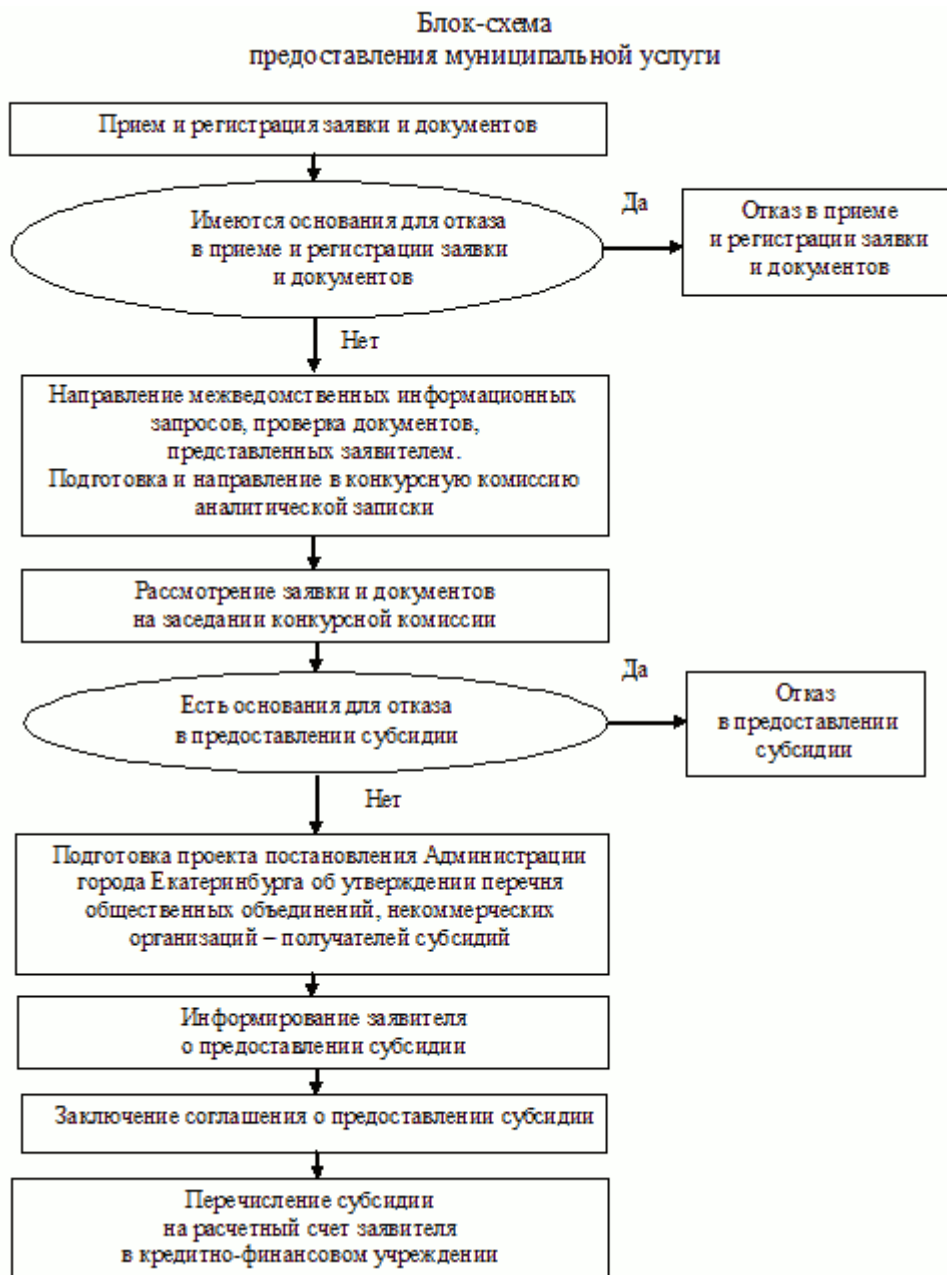 Блок-схема
предоставления муниципальной услуги
Прием и регистрация заявки и документов
Имеются основания для отказа
в приеме и регистрации заявки
и документов
Да
Отказ в приеме
и регистрации заявки
и документов
Нет
Направление межведомственных информационных
запросов, проверка документов,
представленных заявителем.
Подготовка и направление в конкурсную комиссию
аналитической записки
Рассмотрение заявки и документов
на заседании конкурсной комиссии
Есть основания для отказа
в предоставлении субсидии
Да
Отказ
в предоставлении
субсидии
Нет
Подготовка проекта постановления Администрации
города Екатеринбурга об утверждении перечня
общественных объединений, некоммерческих
организаций – получателей субсидий
Информирование заявителя
о предоставлении субсидии
Заключение соглашения о предоставлении субсидии
Перечисление субсидии
на расчетный счет заявителя
в кредитно-финансовом учреждении